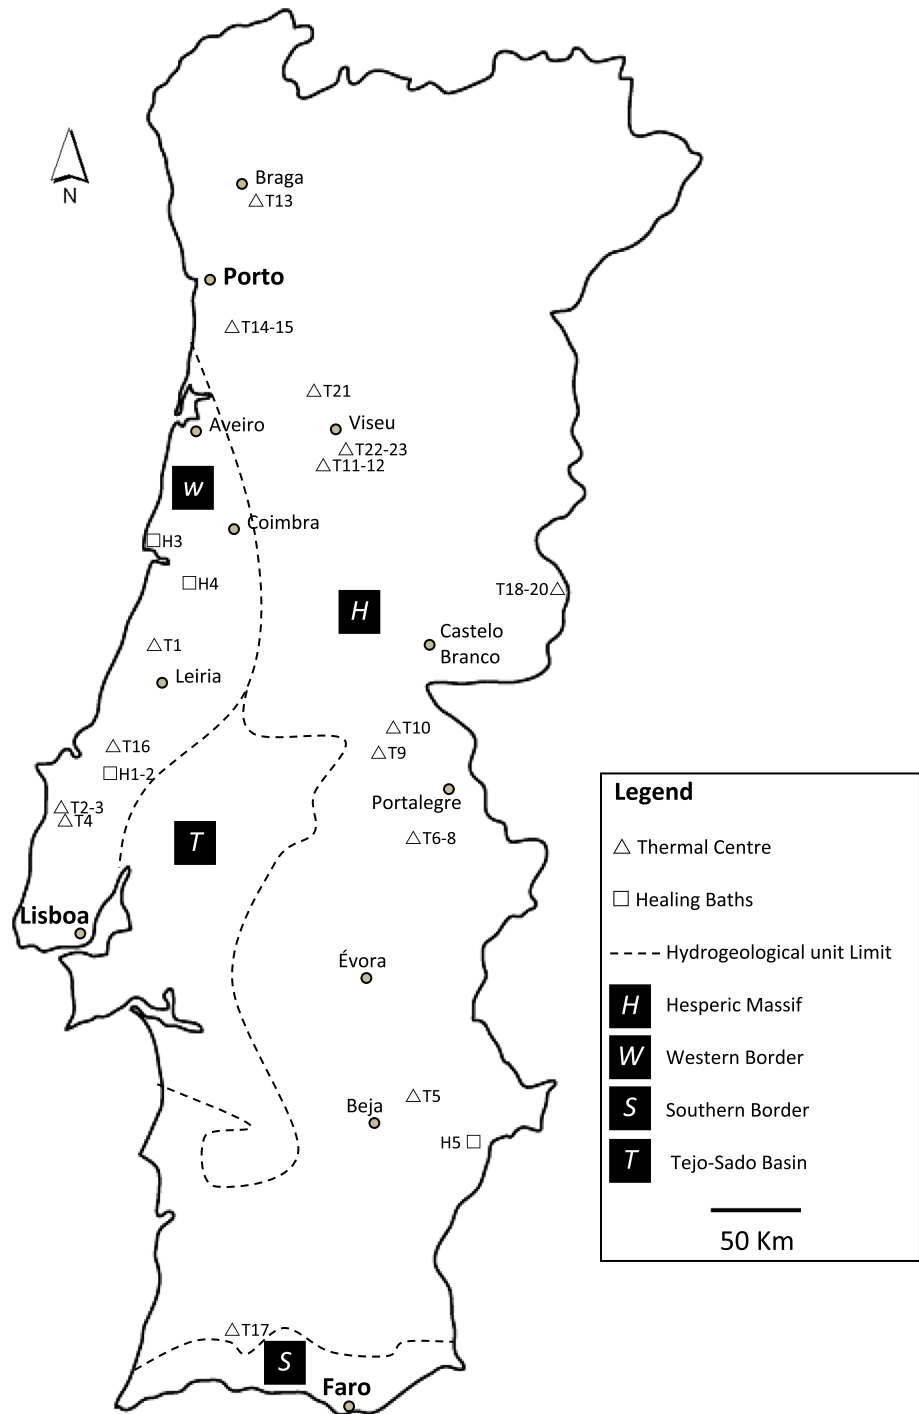 Braga
T13
N
Porto
T14-15
T21
Aveiro
Viseu
T22-23
T11-12
W
Coimbra
H3
H4
T18-20
H
Castelo
Branco
T1
Leiria
T10
T16
T9
H1-2
Portalegre
T2-3
T4
T
T6-8
Lisboa
Évora
T5
Beja
H5
T17
S
Faro
Legend
Thermal Centre
Healing Baths
Hydrogeological unit Limit
H Hesperic Massif
W Western Border
S Southern Border
T Tejo-Sado Basin
50 Km